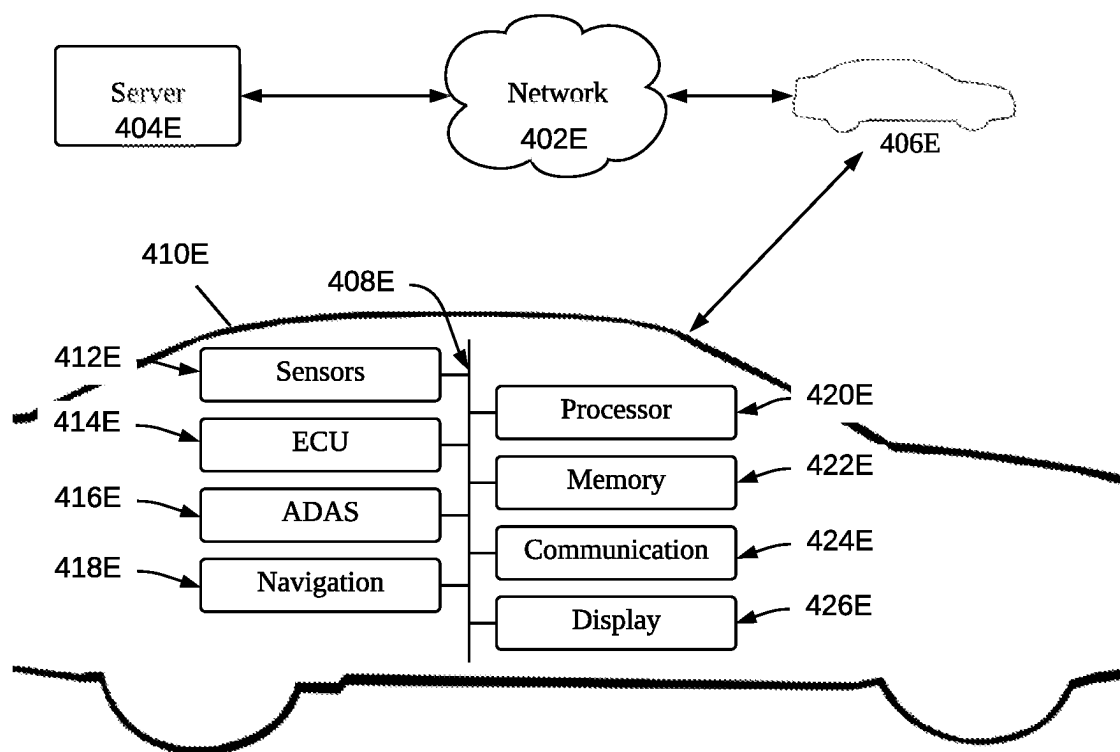 Server
404E
Network
402E
406E
410E
408E
412E
Sensors
414E
ECU
416E
ADAS
418E
Navigation
Processor
420E
Memory
422E
Communication
424E
Display
426E